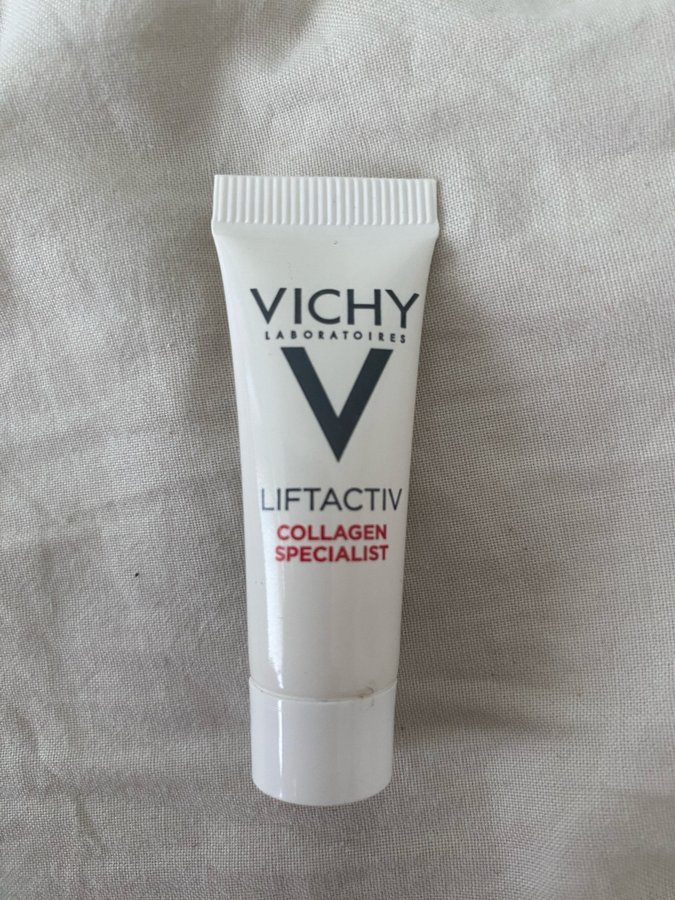 VICHY
LABORATOIRES
V
LIFTACTIV
COLLAGEN
SPECIALIST